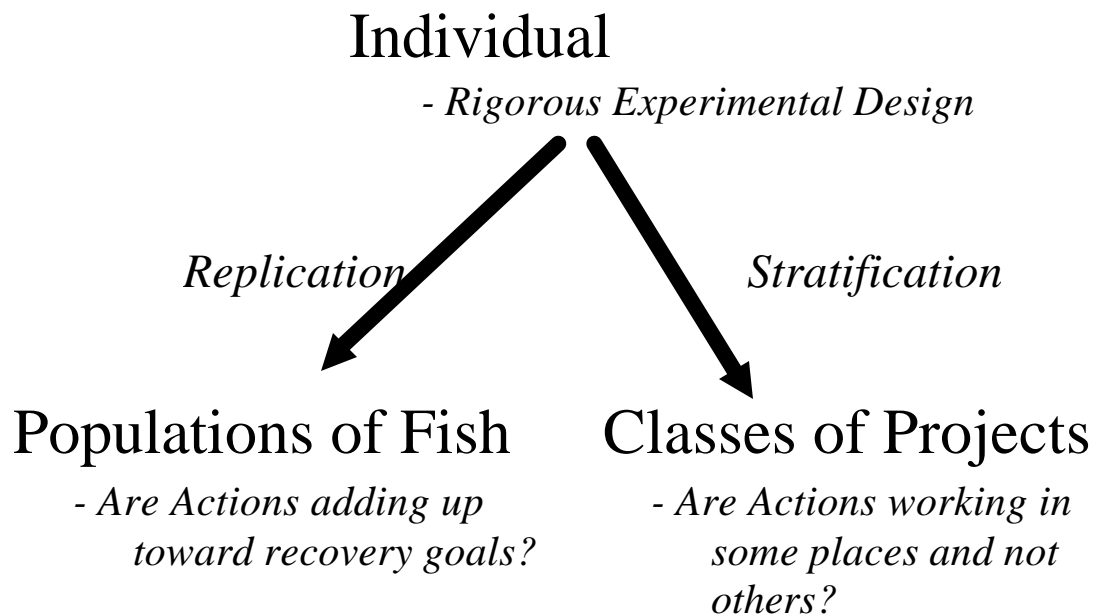 Individual
- Rigorous Experimental Design
Replication
Stratification
Populations of Fish
- Are Actions adding up
toward recovery goals?
Classes of Projects
- Are Actions working in
some places and not
others?